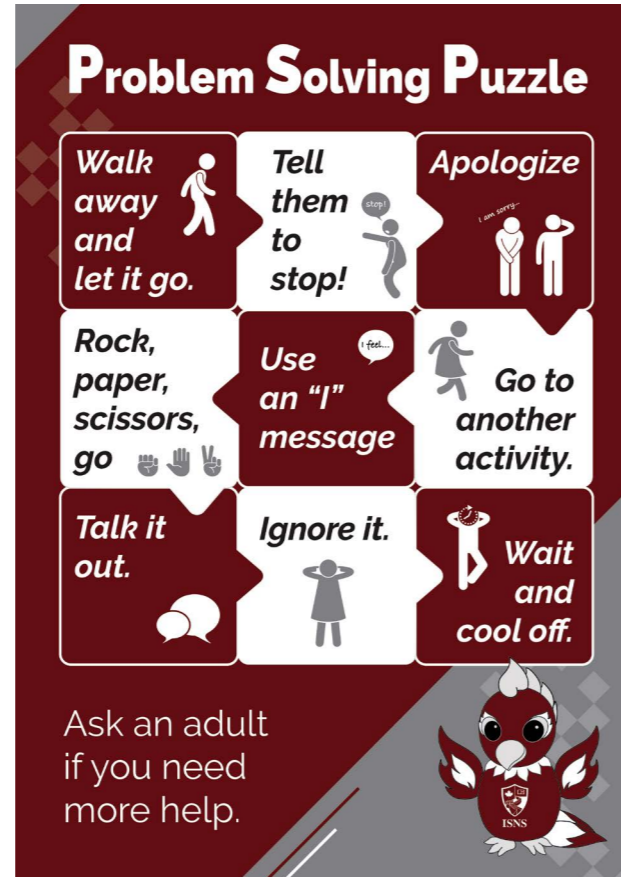 Problem Solving Puzzle
Walk
away
and
let it go.
Tell
them
to
stop!
stop!
Apologize
I am sorry...
Go to
another
activity.
Use
an “I”
message
I feel...
Rock,
paper,
scissors,
go
Talk it
out.
Ignore it.
Wait
and
cool off.
Ask an adult
if you need
more help.
ISNS